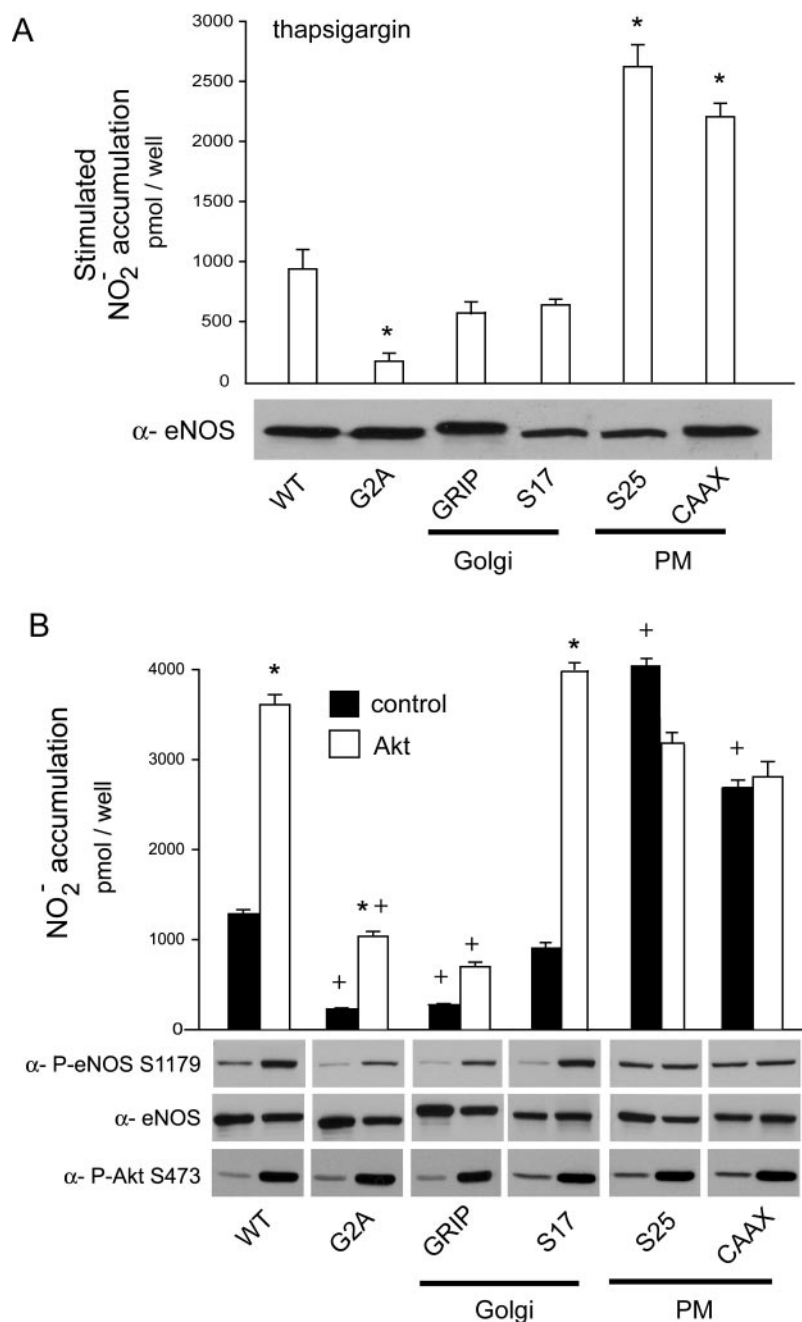 A
thapsigargin
Stimulated
NO₂⁻ accumulation
pmol / well
3000
2500
2000
1500
1000
500
0
*
*
*
α- eNOS
WT
G2A
GRIP
S17
S25
CAAX
Golgi
PM
B
control
Akt
NO₂⁻ accumulation
pmol / well
4000
3000
2000
1000
0
*
* +
+
+
+
*
+
+
α- P-eNOS S1179
α- eNOS
α- P-Akt S473
WT
G2A
GRIP
S17
S25
CAAX
Golgi
PM